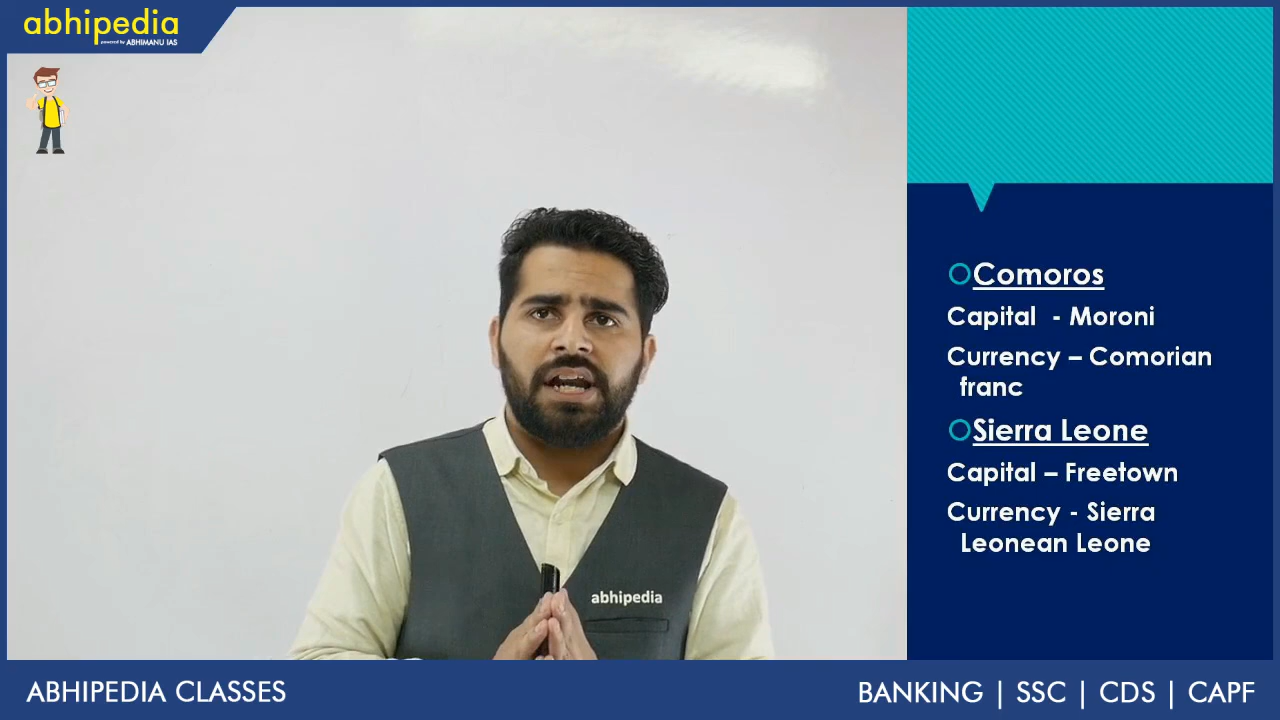 abhipedia
powered by ABHIMANU IAS
Comoros
Capital - Moroni
Currency – Comorian
franc
Sierra Leone
Capital – Freetown
Currency - Sierra
Leonean Leone
abhipedia
ABHIPEDIA CLASSES
BANKING | SSC | CDS | CAPF